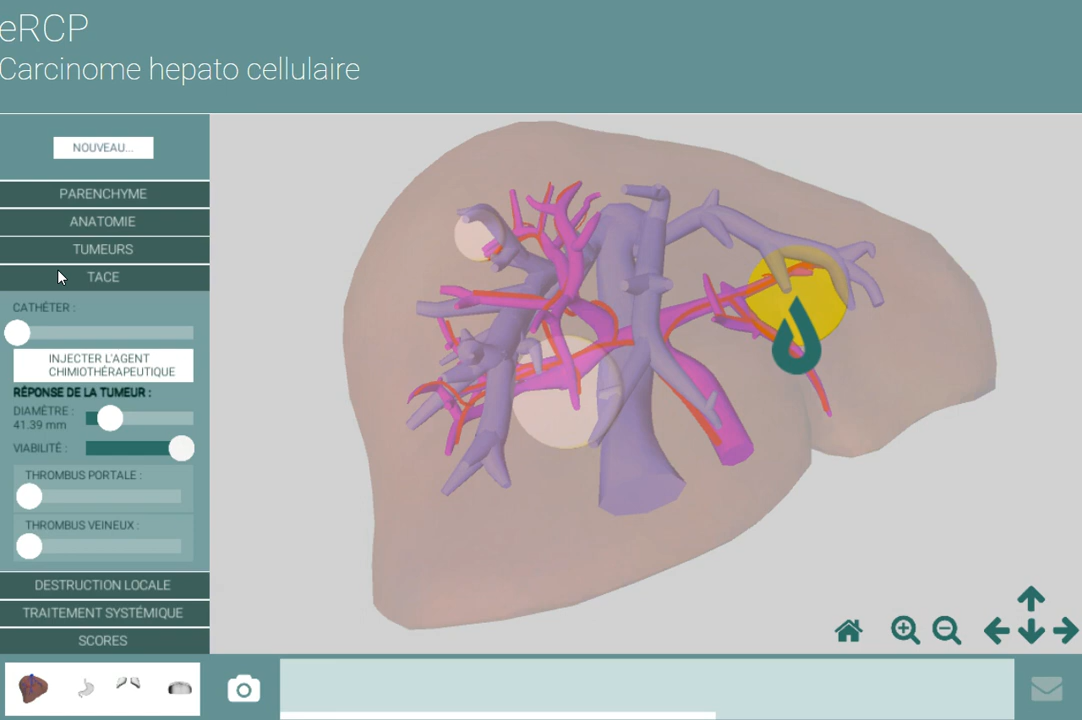 eRCP
Carcinome hepato cellulaire
NOUVEAU...
PARENCHYME
ANATOMIE
TUMEURS
TACE
CATHÉTER :
INJECTER L'AGENT
CHIMIOTHÉRAPEUTIQUE
RÉPONSE DE LA TUMEUR :
DIAMÈTRE :
41.39 mm
VIABILITÉ :
THROMBUS PORTALE :
THROMBUS VEINEUX :
DESTRUCTION LOCALE
TRAITEMENT SYSTÉMIQUE
SCORES